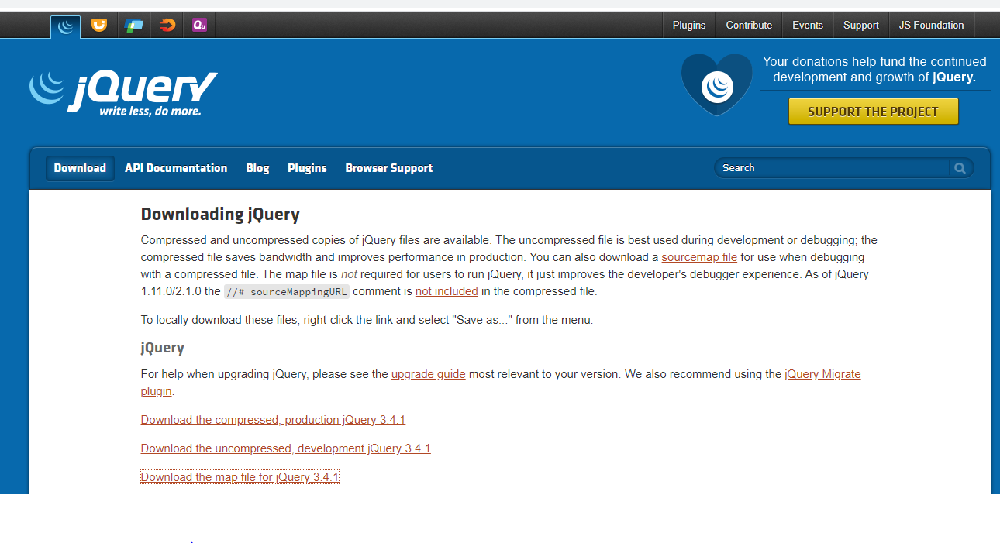 Qu
Plugins Contribute Events Support JS Foundation
jQuery
write less, do more.
Your donations help fund the continued
development and growth of jQuery.
SUPPORT THE PROJECT
Download API Documentation Blog Plugins Browser Support
Search
Downloading jQuery
Compressed and uncompressed copies of jQuery files are available. The uncompressed file is best used during development or debugging; the
compressed file saves bandwidth and improves performance in production. You can also download a sourcemap file for use when debugging
with a compressed file. The map file is not required for users to run jQuery, it just improves the developer's debugger experience. As of jQuery
1.11.0/2.1.0 the //# sourceMappingURL comment is not included in the compressed file.
To locally download these files, right-click the link and select "Save as..." from the menu.
jQuery
For help when upgrading jQuery, please see the upgrade guide most relevant to your version. We also recommend using the jQuery Migrate
plugin.
Download the compressed, production jQuery 3.4.1
Download the uncompressed, development jQuery 3.4.1
Download the map file for jQuery 3.4.1